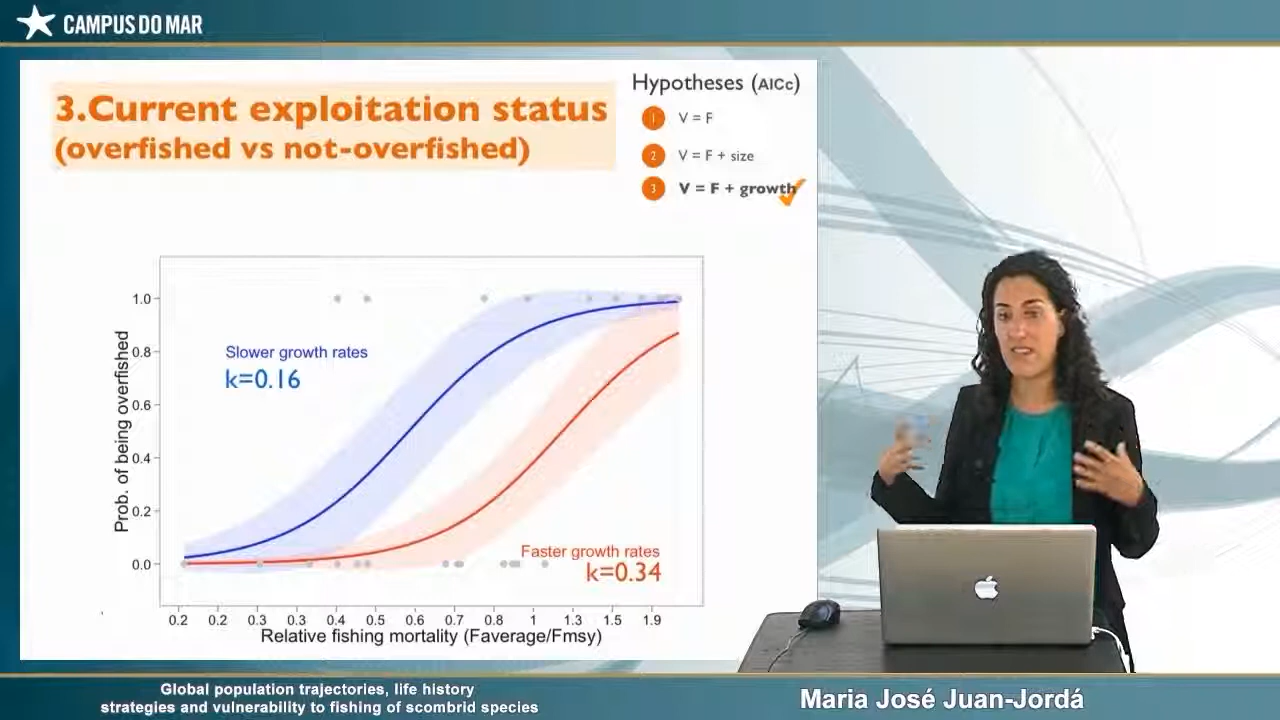 CAMPUS DO MAR
3.Current exploitation status
(overfished vs not-overfished)
Hypotheses (AICc)
1 V = F
2 V = F + size
3 V = F + growth
1.0
0.8
0.6
0.4
0.2
0.0
Prob. of being overfished
Slower growth rates
k=0.16
Faster growth rates
k=0.34
0.2 0.2 0.3 0.3 0.4 0.5 0.6 0.7 0.8 1 1.3 1.5 1.9
Relative fishing mortality (Faverage/Fmsy)
Global population trajectories, life history
strategies and vulnerability to fishing of scombrid species
Maria José Juan-Jordá